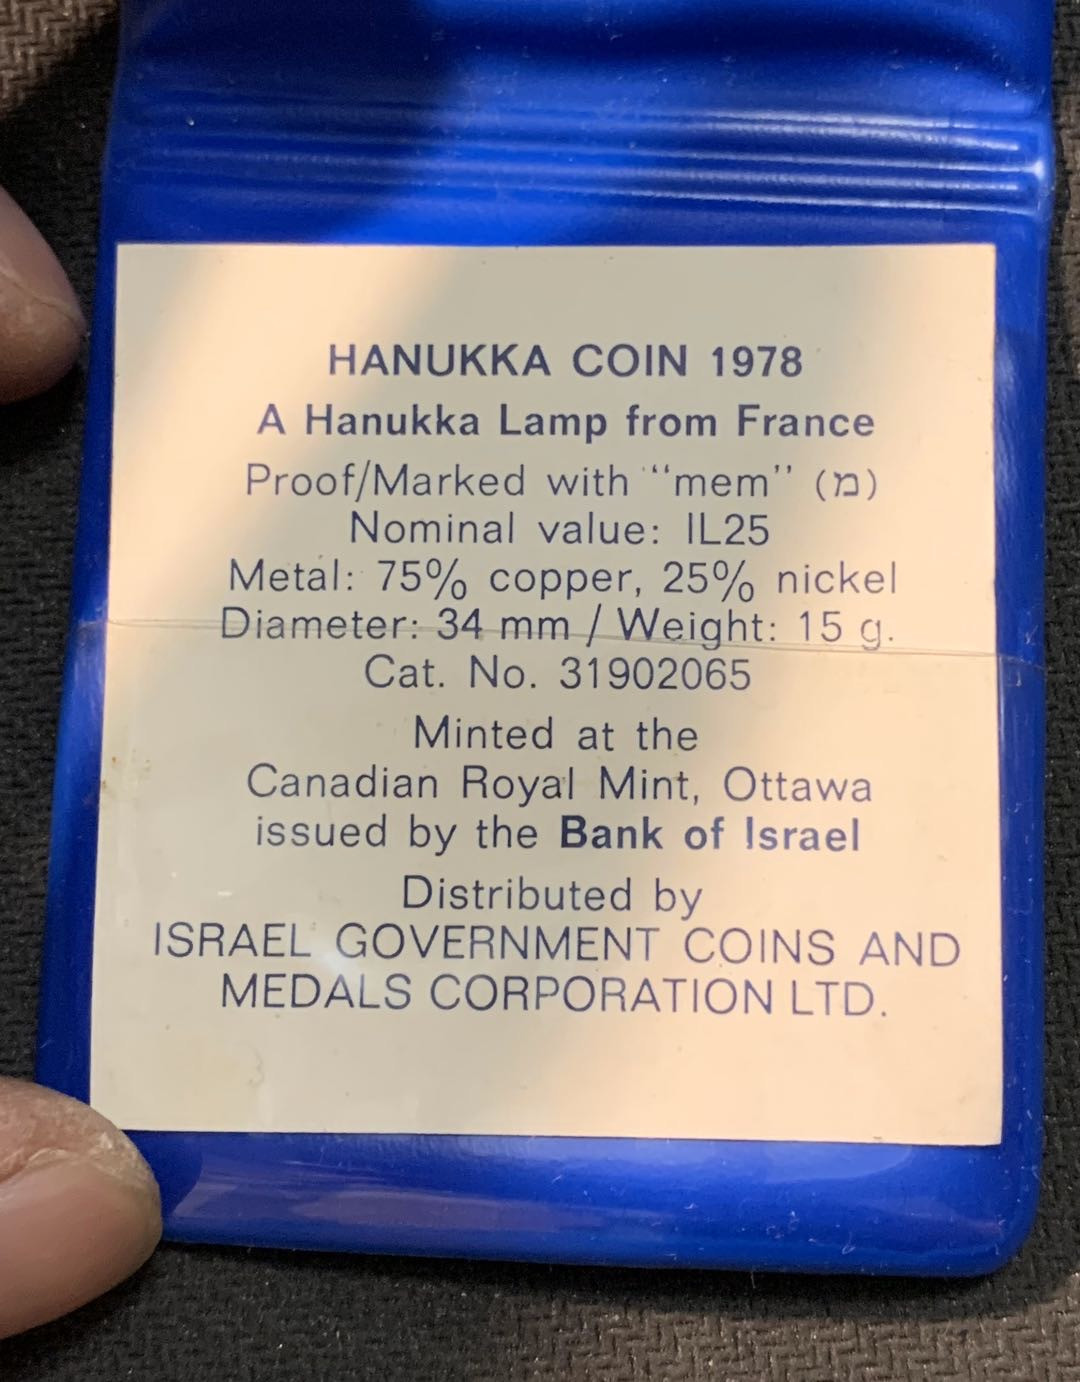 HANUKKA COIN 1978
A Hanukka Lamp from France
Proof/Marked with “mem” (מ)
Nominal value: IL25
Metal: 75% copper, 25% nickel
Diameter: 34 mm / Weight: 15 g.
Cat. No. 31902065
Minted at the
Canadian Royal Mint, Ottawa
issued by the Bank of Israel
Distributed by
ISRAEL GOVERNMENT COINS AND
MEDALS CORPORATION LTD.